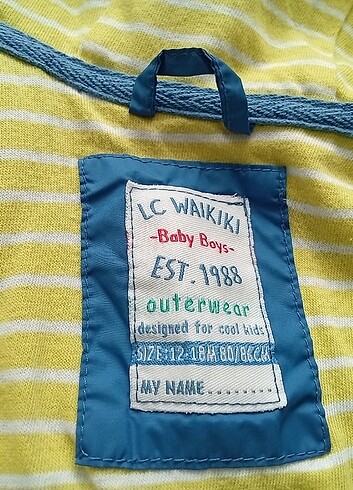 LC WAIKIKI
-Baby Boys-
EST. 1988
outerwear
designed for cool kids
SIZE:12-18M 80/86CM
MY NAME........